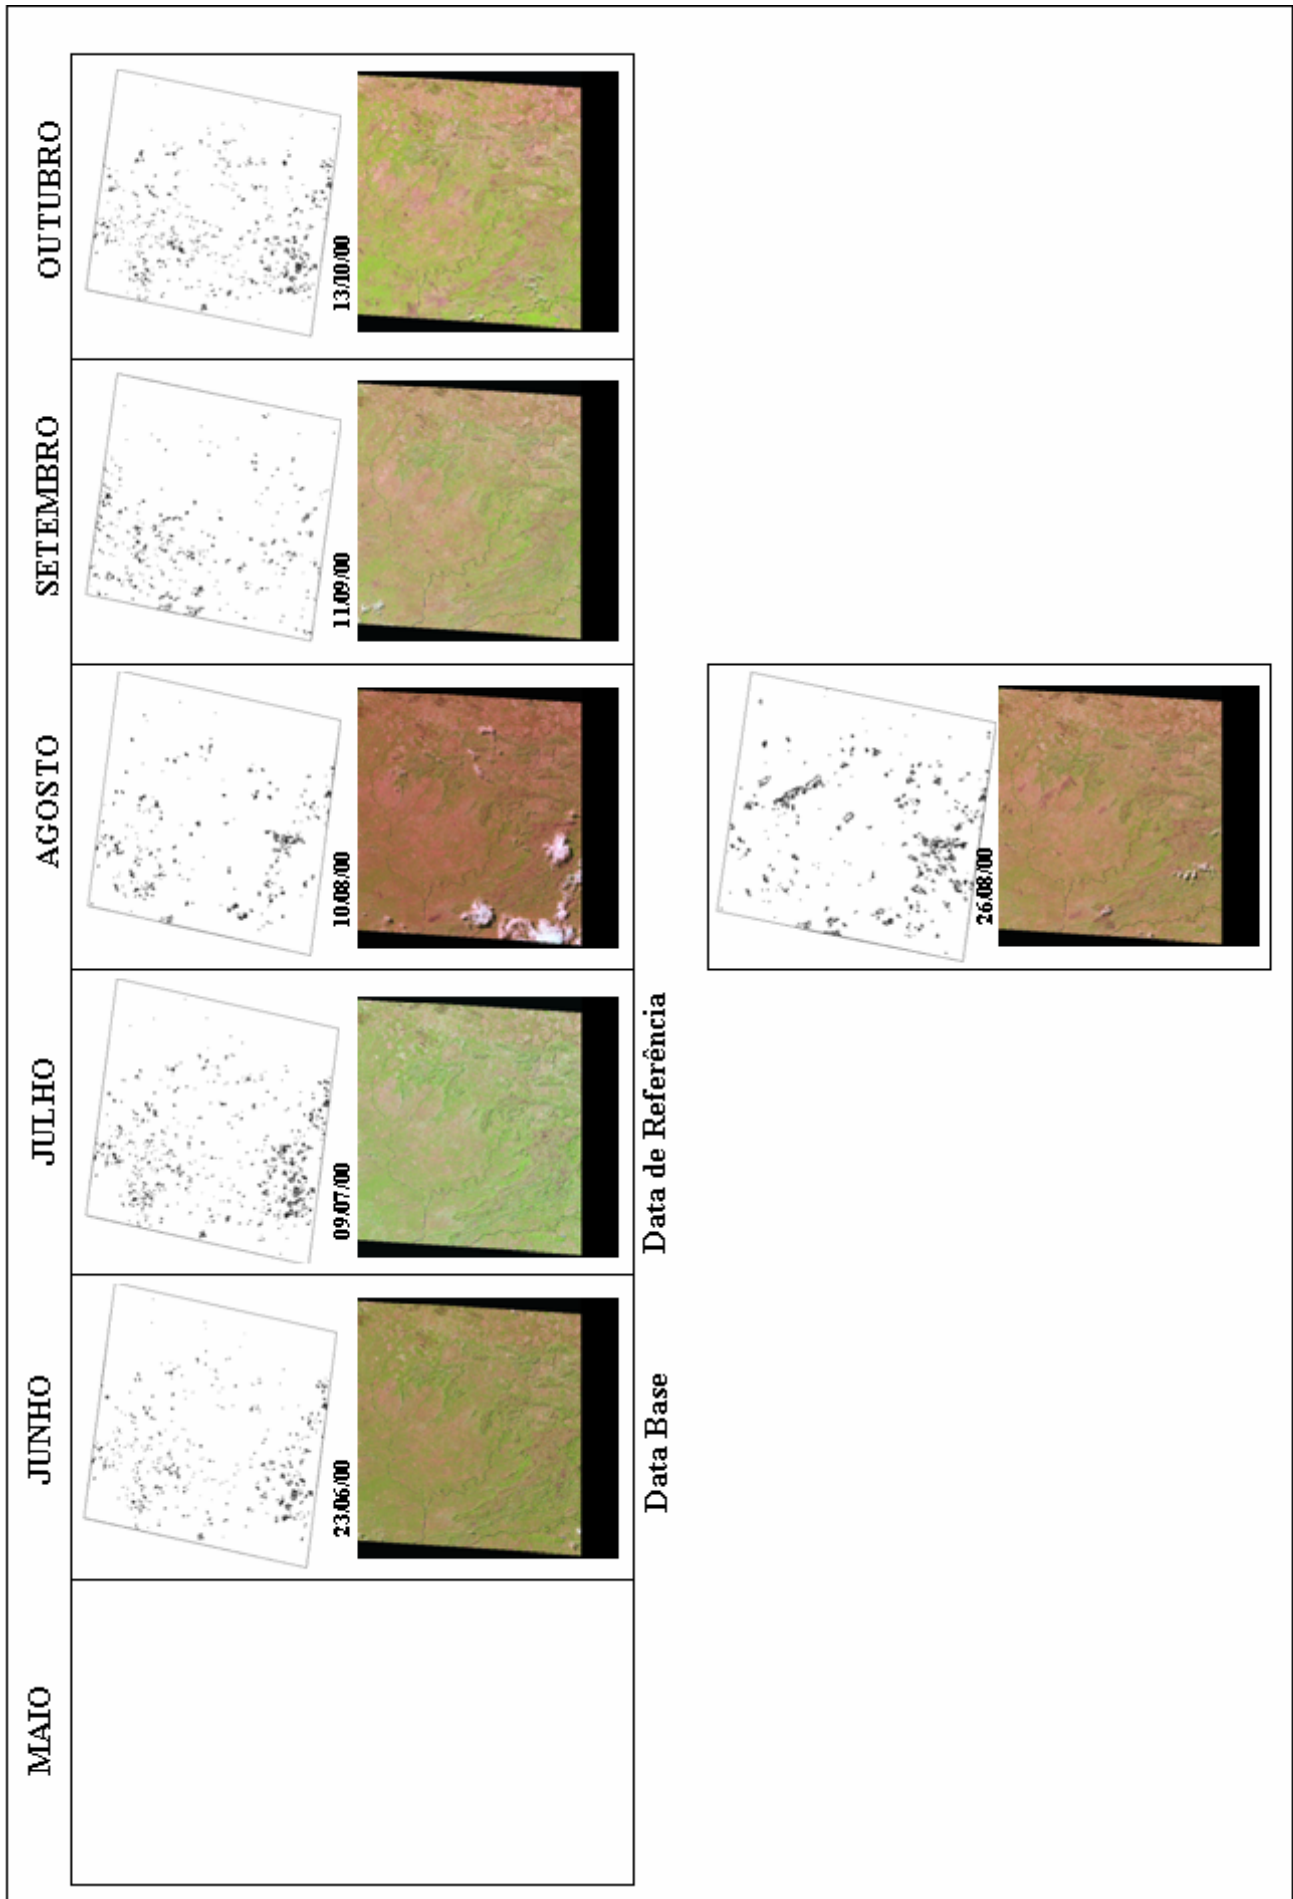 MAIO
JUNHO
JULHO
AGOSTO
SETEMBRO
OUTUBRO
23/06/00
09/07/00
10/08/00
11/09/00
13/10/00
Data Base
Data de Referência
26/08/00